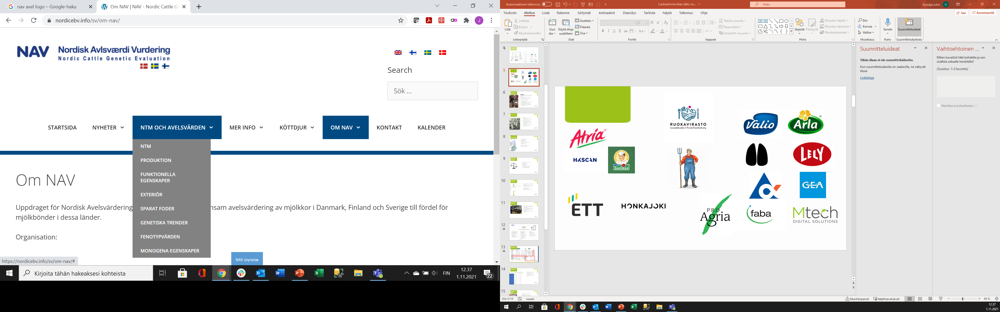 nav avel logo – Google-haku
Om NAV | NAV - Nordic Cattle Ge
nordicebv.info/sv/om-nav/
J
NAV Nordisk Avlsværdi Vurdering
Nordic Cattle Genetic Evaluation
Search
Sök ...
STARTSIDA
NYHETER
NTM OCH AVELSVÄRDEN
MER INFO
KÖTTDJUR
OM NAV
KONTAKT
KALENDER
NTM
PRODUKTION
FUNKTIONELLA
EGENSKAPER
EXTERIÖR
SPARAT FODER
GENETISKA TRENDER
FENOTYPVÄRDEN
MONOGENA EGENSKAPER
Om NAV
Uppdraget för Nordisk Avelsvärdering
nsam avelsvärdering av mjölkkor i Danmark, Finland och Sverige till fördel för
mjölkbönder i dessa länder.
Organisation:
NAV styrelse
https://nordicebv.info/sv/om-nav/#
Kirjoita tähän hakeaksesi kohteista
FIN
12.37
1.11.2021
22
Automaattinen tallennus
Lauksaimniecibas datu ce...
Haku
Kyntäjä Juho
KJ
Tiedosto
Aloitus
Lisää
Rakenne
Siirtymät
Animaatiot
Diaesitys
Tarkista
Näytä
Tallennus
Ohje
Jaa
Kommentit
Liitä
Leikkaa
Kopioi
Muotoilusivellin
Leikepöytä
Uusi
dia
Käytä dioja
uudelleen
Asettelu
Palauta
Osa
Diat
Fontti
Tekstin suunta
Tasaa teksti
SmartArt-muunto
Kappale
Järjestä
Pikatyylit
Muodon täyttö
Muodon ääriviiva
Muototehosteet
Piirto
Etsi
Korvaa
Valitse
Muokkaus
Sanele
Puhe
Suunnitteluideat
Suunnittelutyökalu
4
5
6
7
8
9
10
11
12
13
14
15
RUOKAVIRASTO
Livsmedelsverket • Finnish Food Authority
Valio
Arla
Atria
HKSCAN
Snellman
LELY
GEA
ETT
HONKAJOKI
PRO
Agria
faba
Mtech
DIGITAL SOLUTIONS
Suunnitteluideat
Tähän diaan ei ole suunnitteluideoita.
Kun suunnitteluideoita on saatavilla, ne näkyvät
tässä.
Lisätietoja
Vaihtoehtoinen ...
Miten kuvailisit tätä kohdetta ja sen
sisältöä sokealle henkilölle?
(Suositus: 1–2 lausetta)
Merkitse koristeelliseksi
Dia 5/19
suomi
Muistiinpanot
Näyttöasetukset
88 %
12.37
1.11.2021